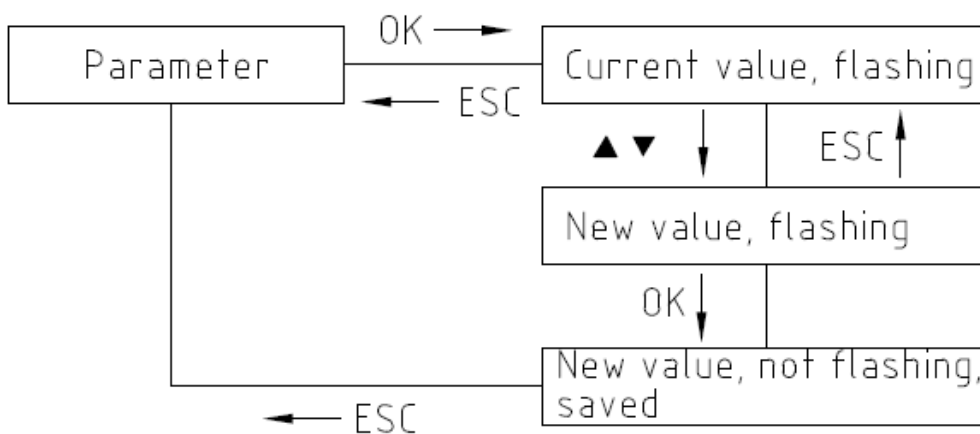 OK
Parameter
Current value, flashing
ESC
▲ ▼
ESC
New value, flashing
OK
New value, not flashing,
saved
ESC